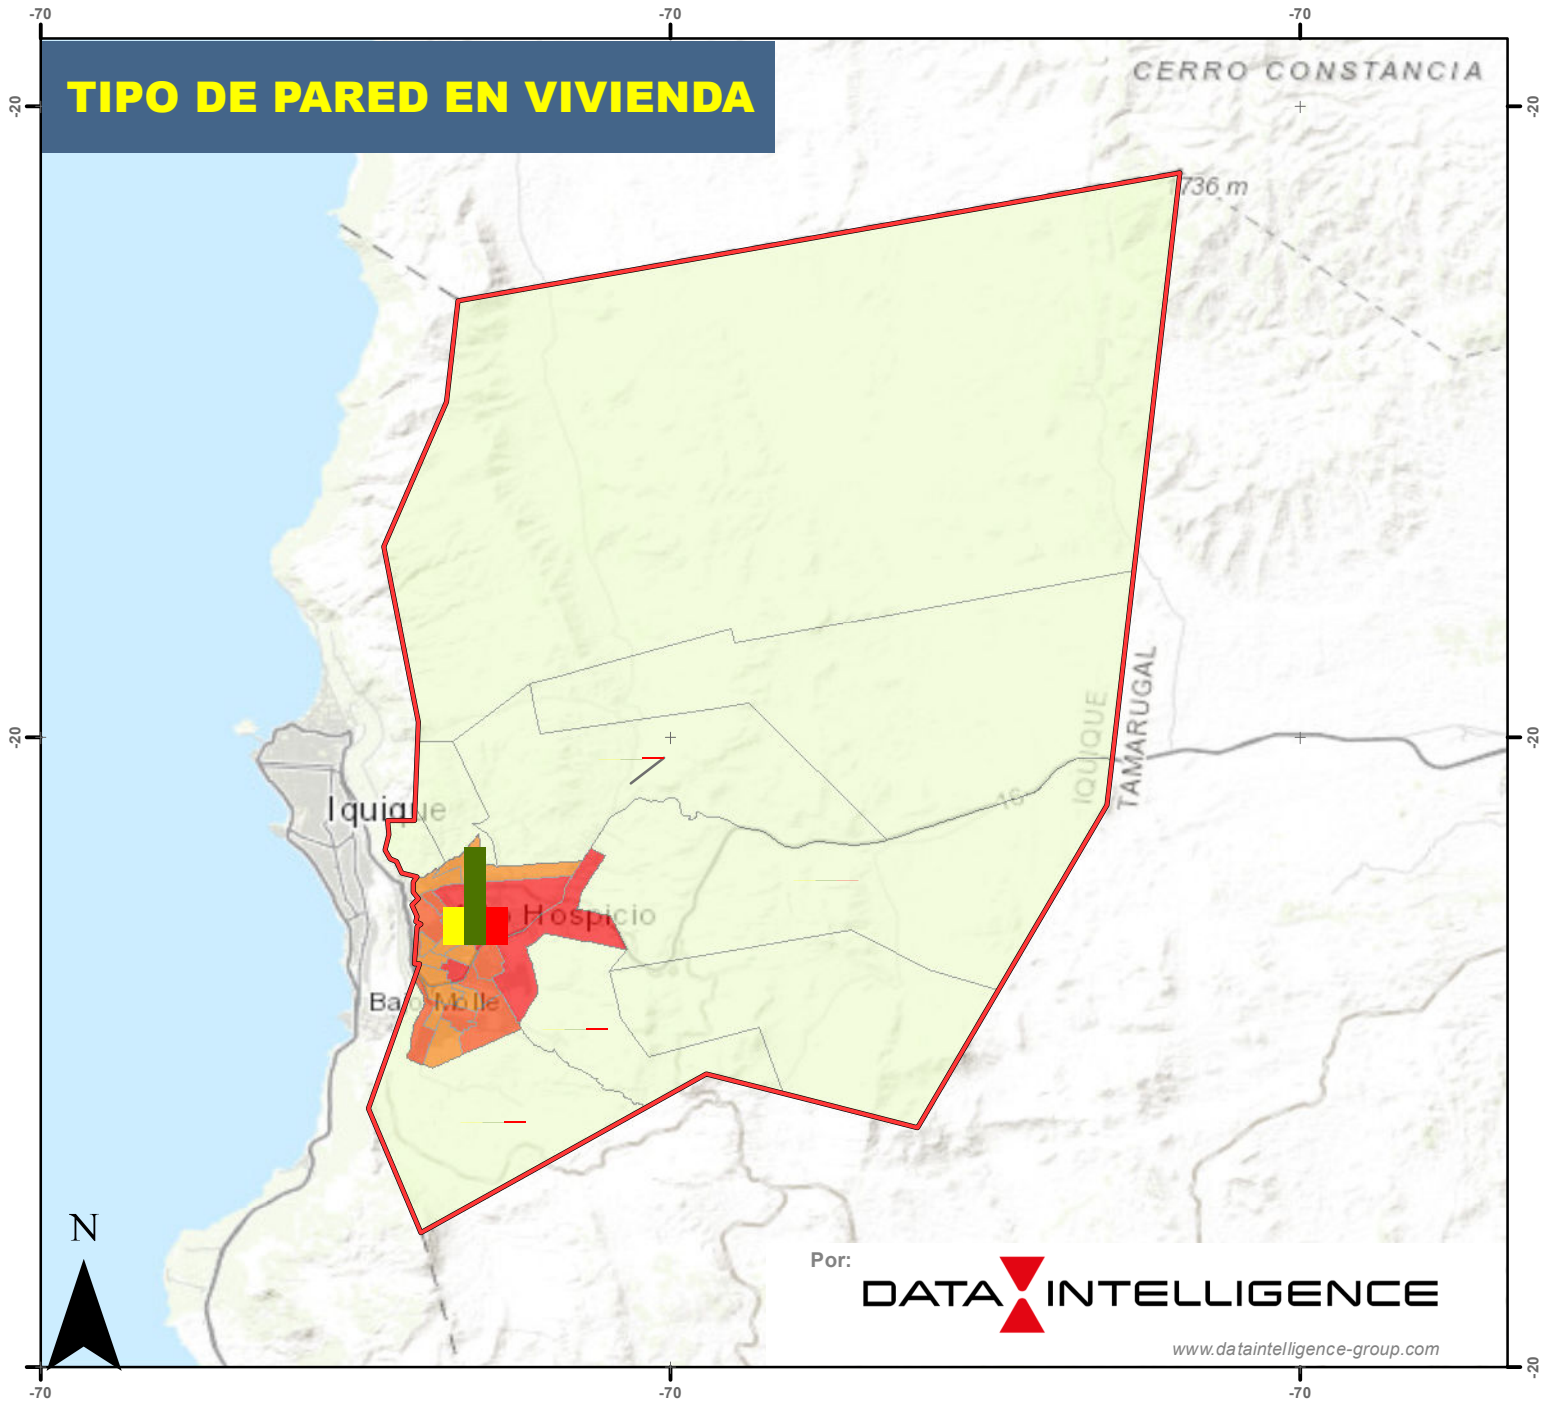 -70 -70 -70
CERRO CONSTANCIA
TIPO DE PARED EN VIVIENDA
-20 -20
736 m
IQUIQUE
TAMARUGAL
-20 -20
Iquique
16
Hospicio
Bajo Molle
N
Por:
DATA INTELLIGENCE
www.dataintelligence-group.com
-20
-70 -70 -70